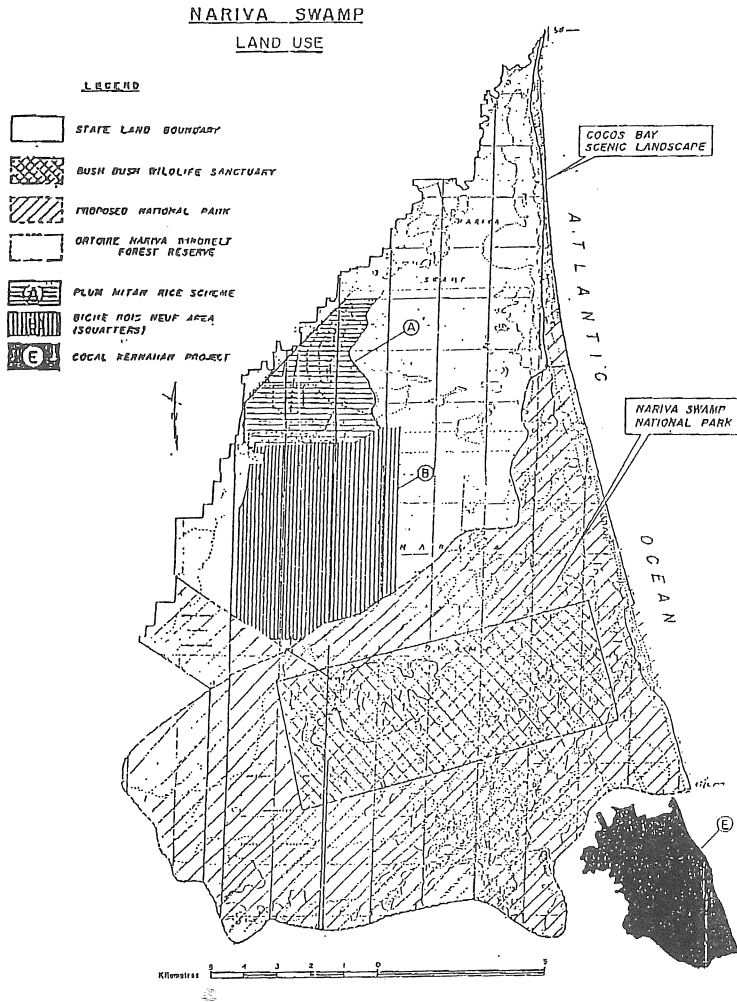 NARIVA SWAMP
LAND USE
LEGEND
STATE LAND BOUNDARY
BUSH BUSH WILDLIFE SANCTUARY
PROPOSED NATIONAL PARK
ORTOIRE NARIVA WINDBELT
FOREST RESERVE
A
PLUM MITAN RICE SCHEME
BICHE BOIS NEUF AREA
(SQUATTERS)
E
COCAL KERNAHAN PROJECT
COCOS BAY
SCENIC LANDSCAPE
ATLANTIC
NARIVA
SWAMP
A
NARIVA SWAMP
NATIONAL PARK
B
OCEAN
E
Kilometres 5 4 3 2 1 0 5